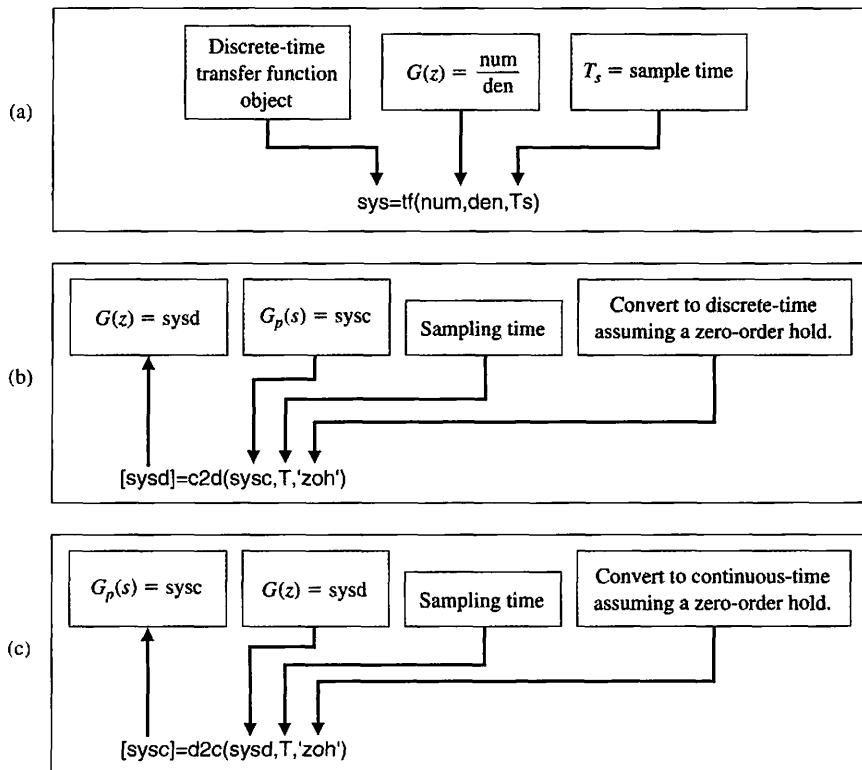 (a)
Discrete-time
transfer function
object
G(z) = num/den
T_s = sample time
sys=tf(num,den,Ts)
(b)
G(z) = sysd
G_p(s) = sysc
Sampling time
Convert to discrete-time
assuming a zero-order hold.
[sysd]=c2d(sysc,T,'zoh')
(c)
G_p(s) = sysc
G(z) = sysd
Sampling time
Convert to continuous-time
assuming a zero-order hold.
[sysc]=d2c(sysd,T,'zoh')